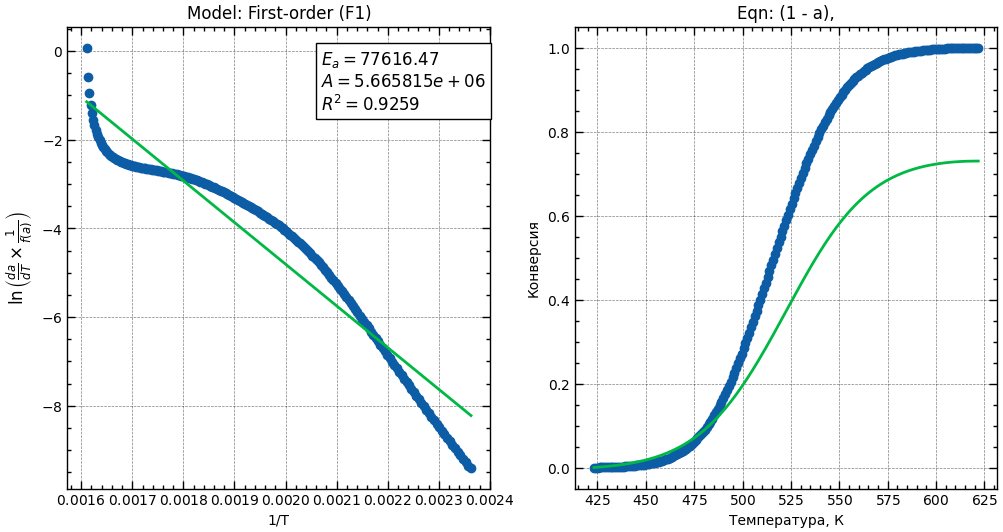 Model: First-order (F1)
0
−2
−4
−6
−8
ln(da/dT × 1/f(a))
E_a = 77616.47
A = 5.665815e + 06
R² = 0.9259
0.0016 0.0017 0.0018 0.0019 0.0020 0.0021 0.0022 0.0023 0.0024
1/T
Eqn: (1 - a),
1.0
0.8
0.6
0.4
0.2
0.0
Конверсия
425 450 475 500 525 550 575 600 625
Температура, К